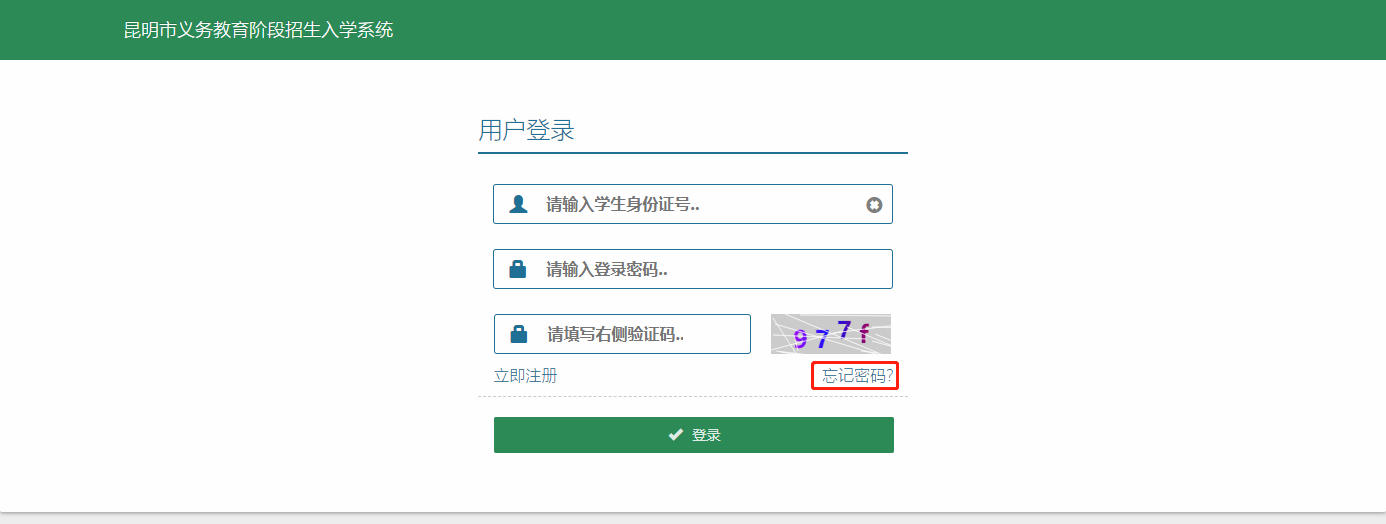 昆明市义务教育阶段招生入学系统
用户登录
请输入学生身份证号..
请输入登录密码..
请填写右侧验证码..
977f
立即注册
忘记密码?
登录